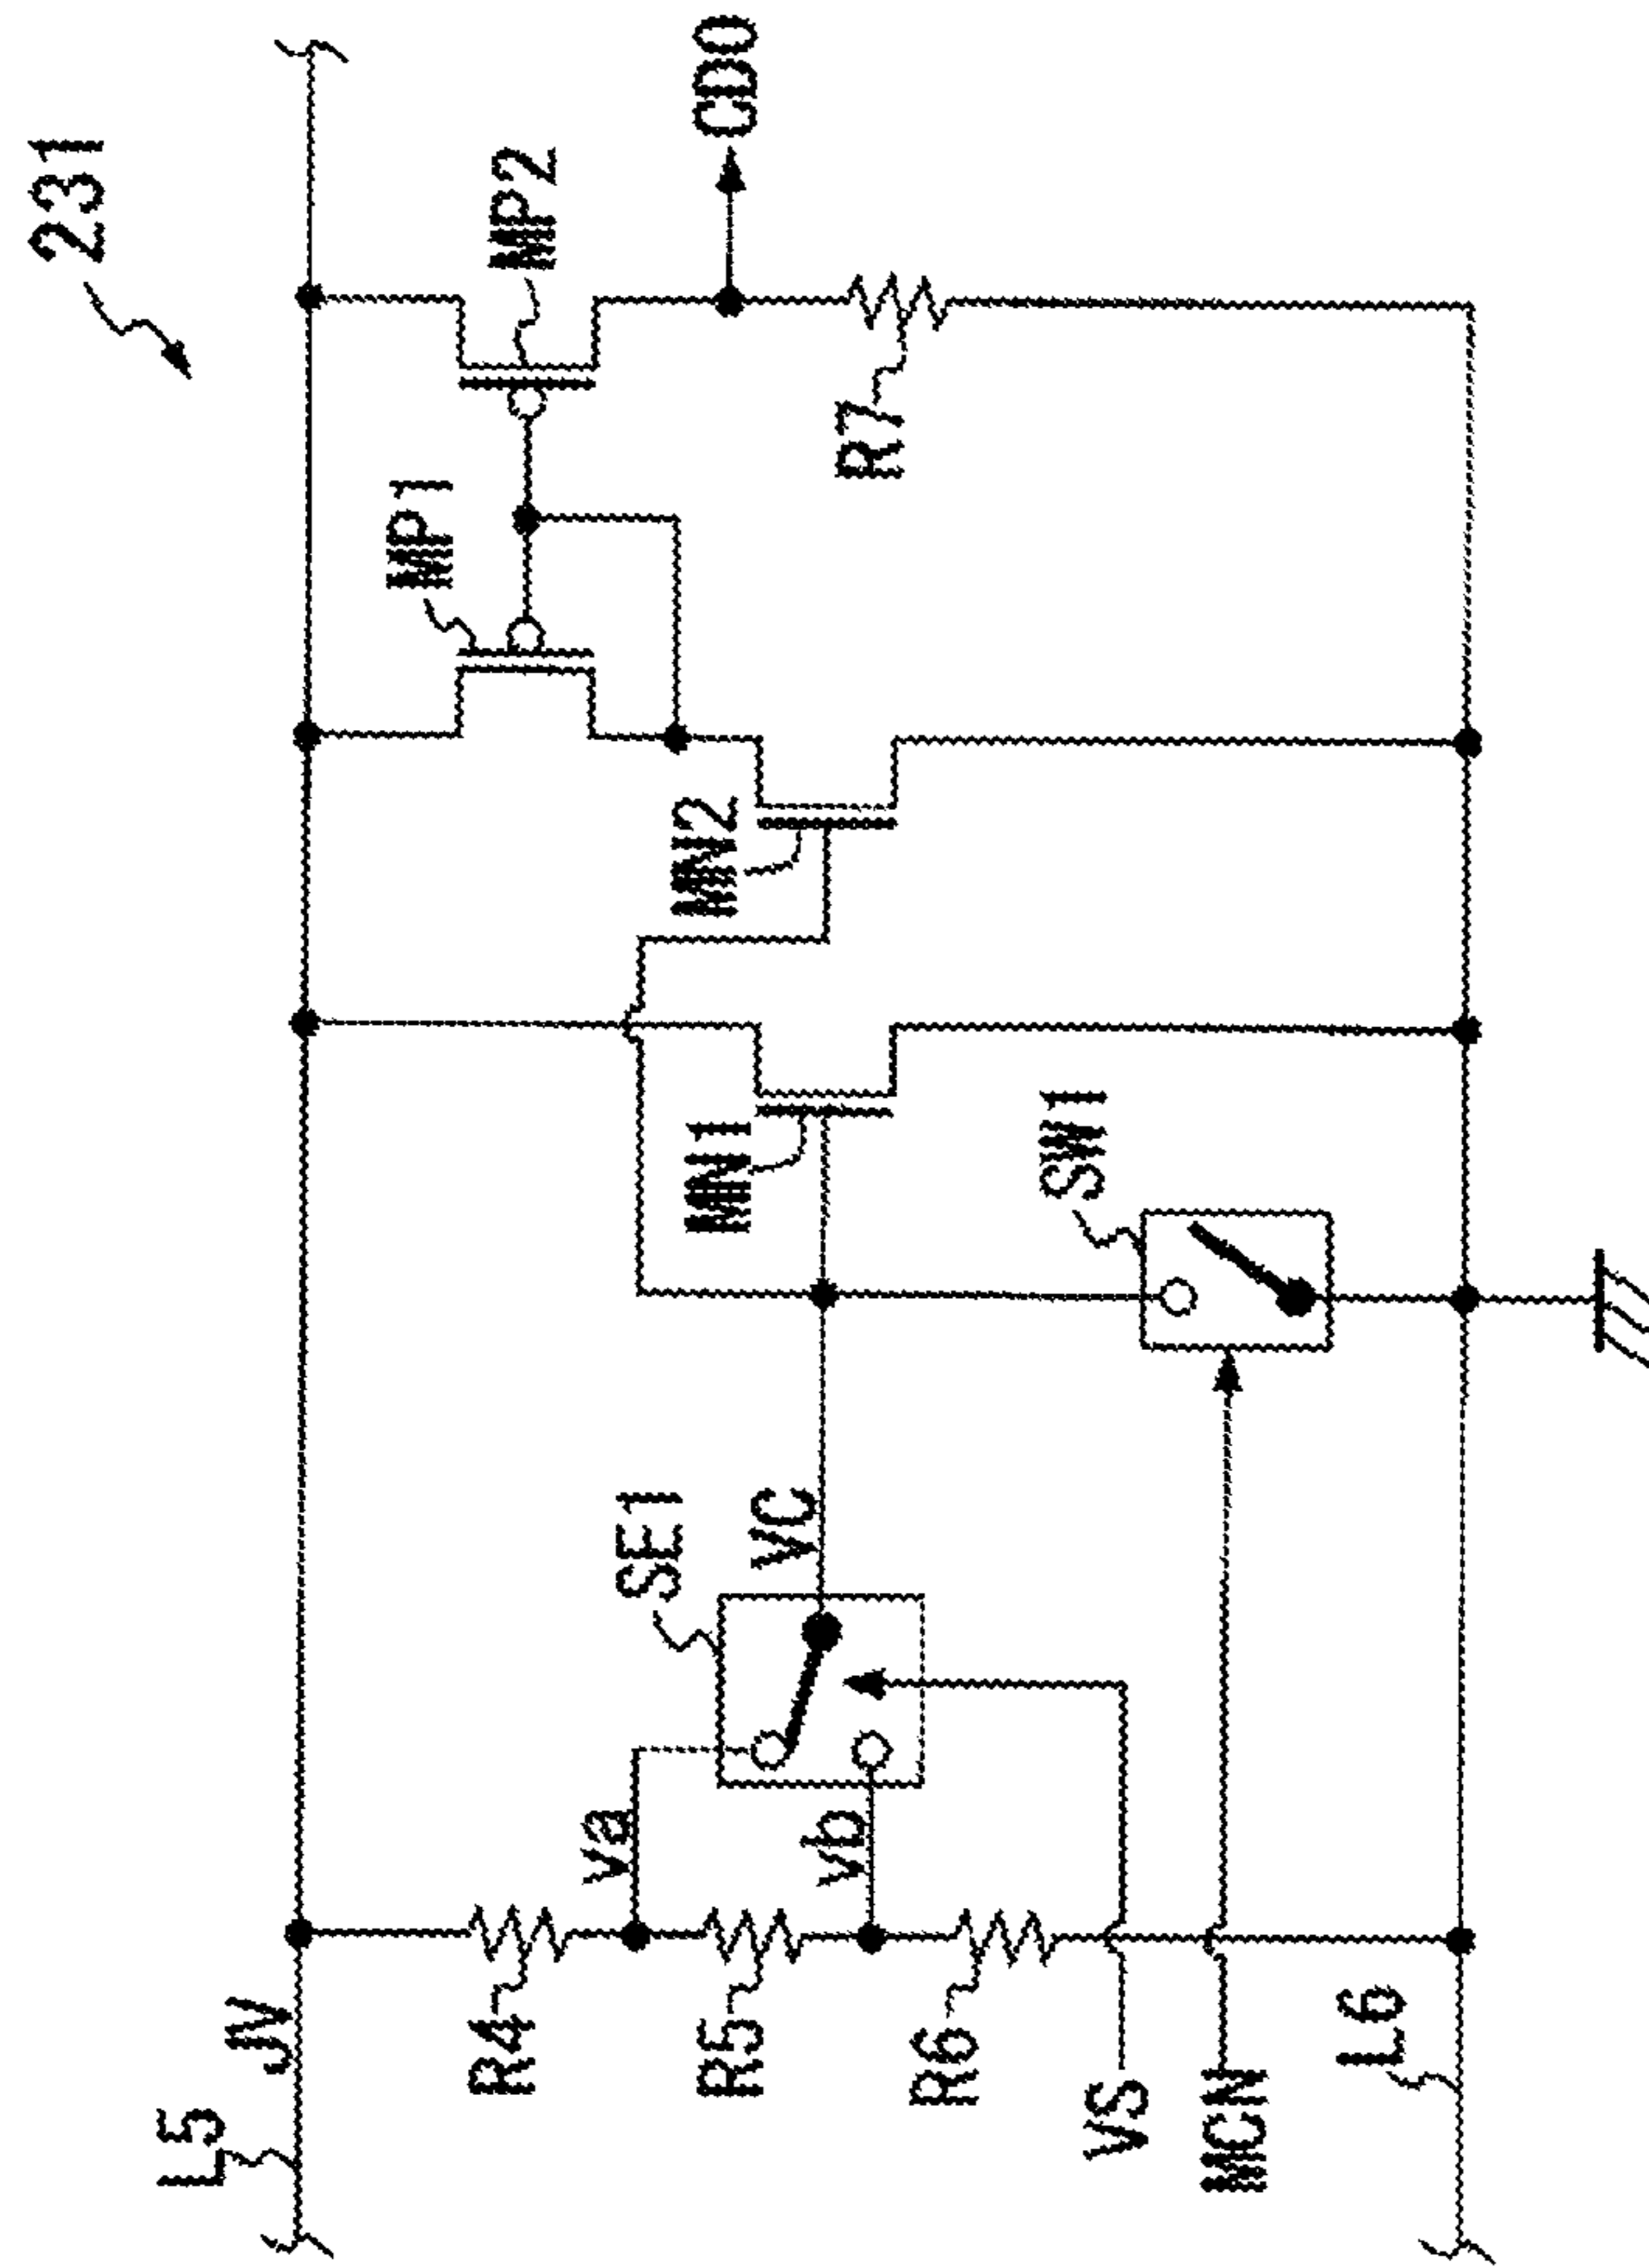 231
L5
JV
MP1
MP2
CDO
R4
va
SE1
MN1
MN2
R7
R5
VC
vb
R6
SW1
VS
MCN
L6